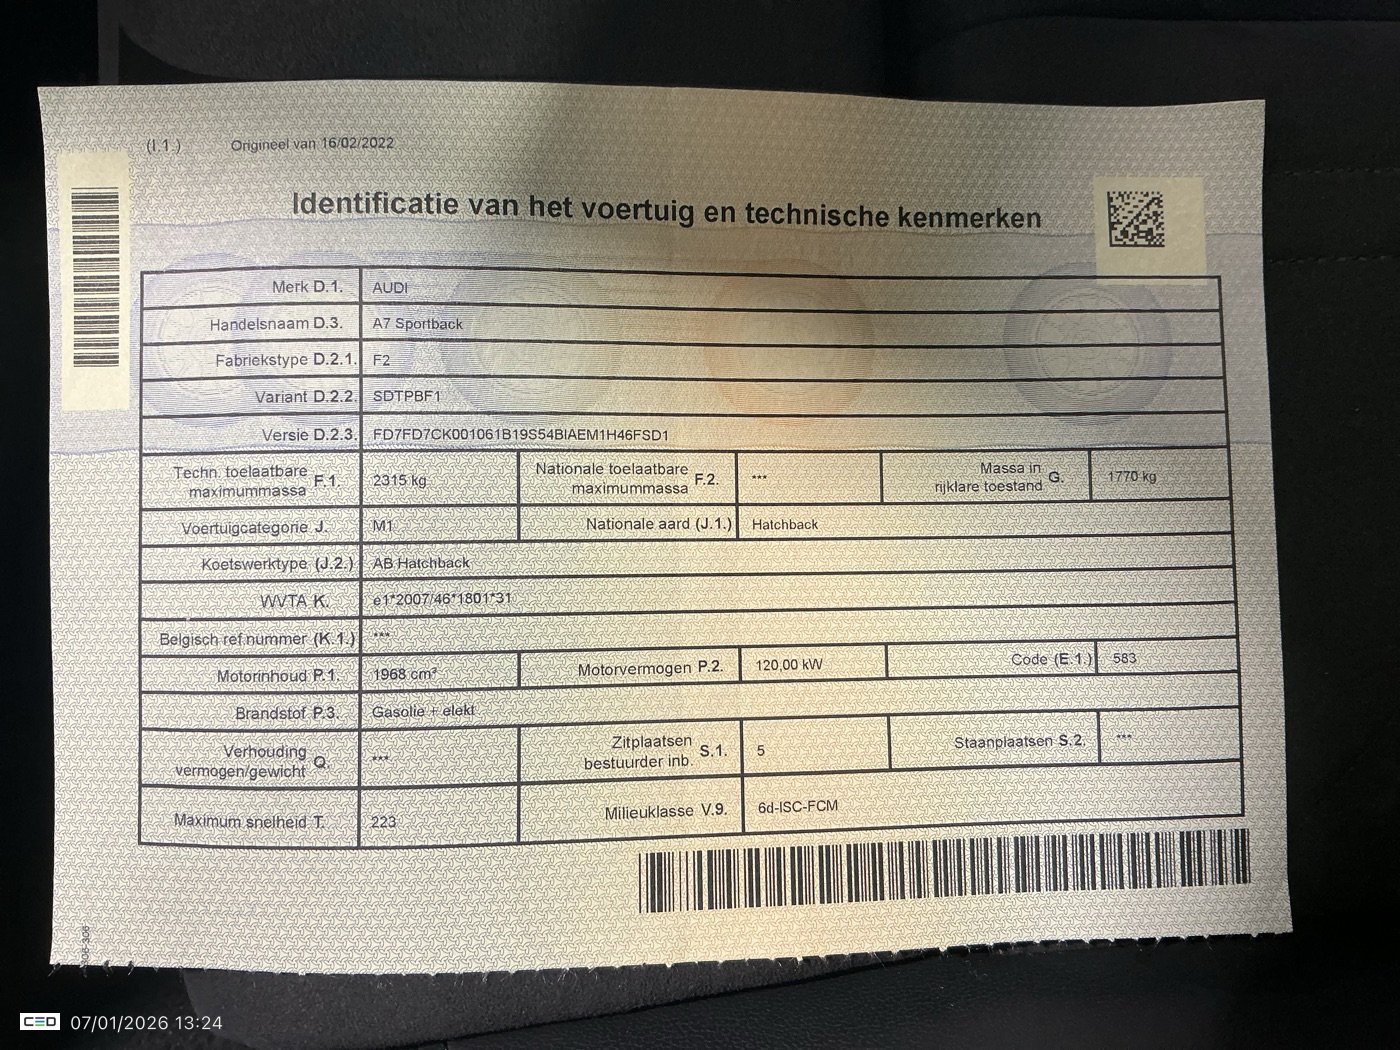 (I.1.) Origineel van 16/02/2022
Identificatie van het voertuig en technische kenmerken
Merk D.1. AUDI
Handelsnaam D.3. A7 Sportback
Fabriekstype D.2.1. F2
Variant D.2.2. SDTPBF1
Versie D.2.3. FD7FD7CK001061B19S54BIAEM1H46FSD1
Techn. toelaatbare maximummassa F.1. 2315 kg Nationale toelaatbare maximummassa F.2. *** Massa in rijklare toestand G. 1770 kg
Voertuigcategorie J. M1 Nationale aard (J.1.) Hatchback
Koetswerktype (J.2.) AB Hatchback
WVTA K. e1*2007/46*1801*31
Belgisch ref.nummer (K.1.) ***
Motorinhoud P.1. 1968 cm³ Motorvermogen P.2. 120,00 kW Code (E.1.) 583
Brandstof P.3. Gasolie + elekt
Verhouding vermogen/gewicht Q. *** Zitplaatsen bestuurder inb. S.1. 5 Staanplaatsen S.2. ***
Maximum snelheid T. 223 Milieuklasse V.9. 6d-ISC-FCM
CED 07/01/2026 13:24